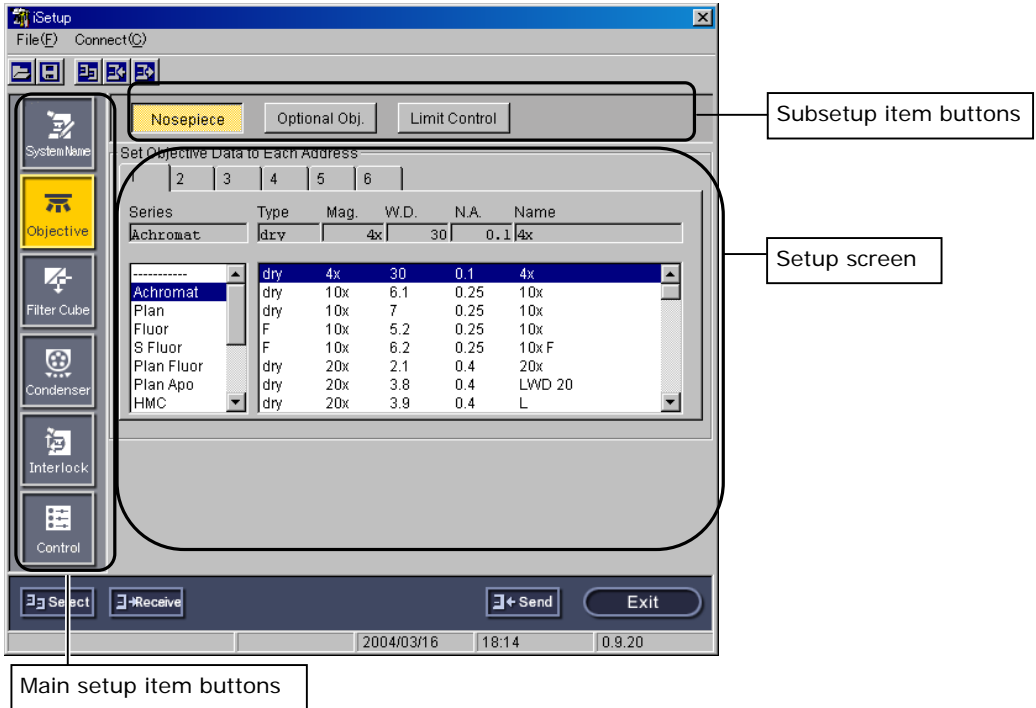 iSetup
File(F) Connect(C)
Subsetup item buttons
Nosepiece Optional Obj. Limit Control
System Name
Objective
Filter Cube
Condenser
Interlock
Control
Set Objective Data to Each Address
1 2 3 4 5 6
Series Type Mag. W.D. N.A. Name
Achromat dry 4x 30 0.1 4x
Setup screen
-----------
Achromat
Plan
Fluor
S Fluor
Plan Fluor
Plan Apo
HMC
dry 4x 30 0.1 4x
dry 10x 6.1 0.25 10x
dry 10x 7 0.25 10x
F 10x 5.2 0.25 10x
F 10x 6.2 0.25 10x F
dry 20x 2.1 0.4 20x
dry 20x 3.8 0.4 LWD 20
dry 20x 3.9 0.4 L
Select Receive Send Exit
2004/03/16 18:14 0.9.20
Main setup item buttons